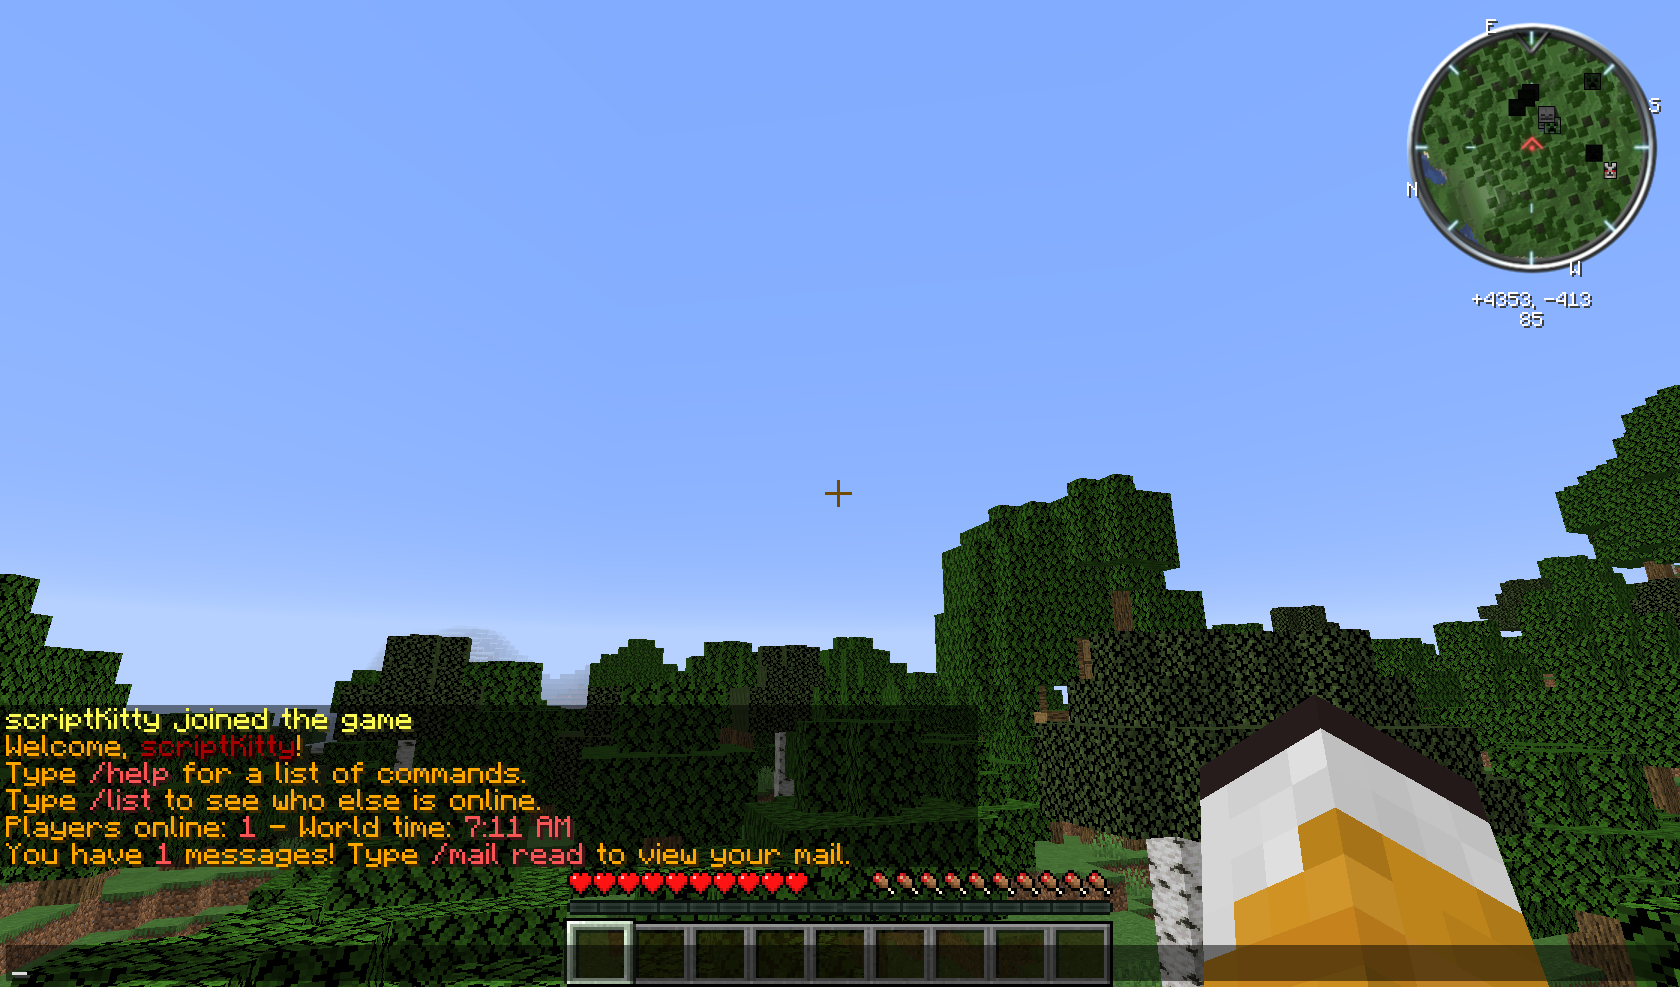 E
S
N
W
+4353, -413
85
scriptKitty joined the game
Welcome, scriptKitty!
Type /help for a list of commands.
Type /list to see who else is online.
Players online: 1 - World time: 7:11 AM
You have 1 messages! Type /mail read to view your mail.
_